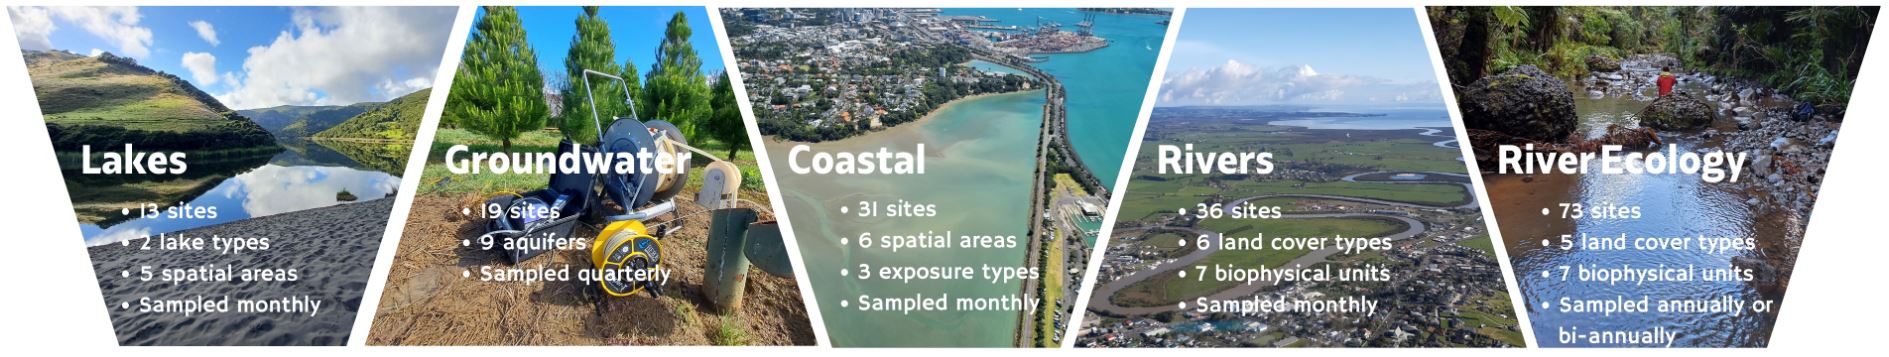 Lakes
• 13 sites
• 2 lake types
• 5 spatial areas
• Sampled monthly
Groundwater
• 19 sites
• 9 aquifers
• Sampled quarterly
Coastal
• 31 sites
• 6 spatial areas
• 3 exposure types
• Sampled monthly
Rivers
• 36 sites
• 6 land cover types
• 7 biophysical units
• Sampled monthly
River Ecology
• 73 sites
• 5 land cover types
• 7 biophysical units
• Sampled annually or
bi-annually